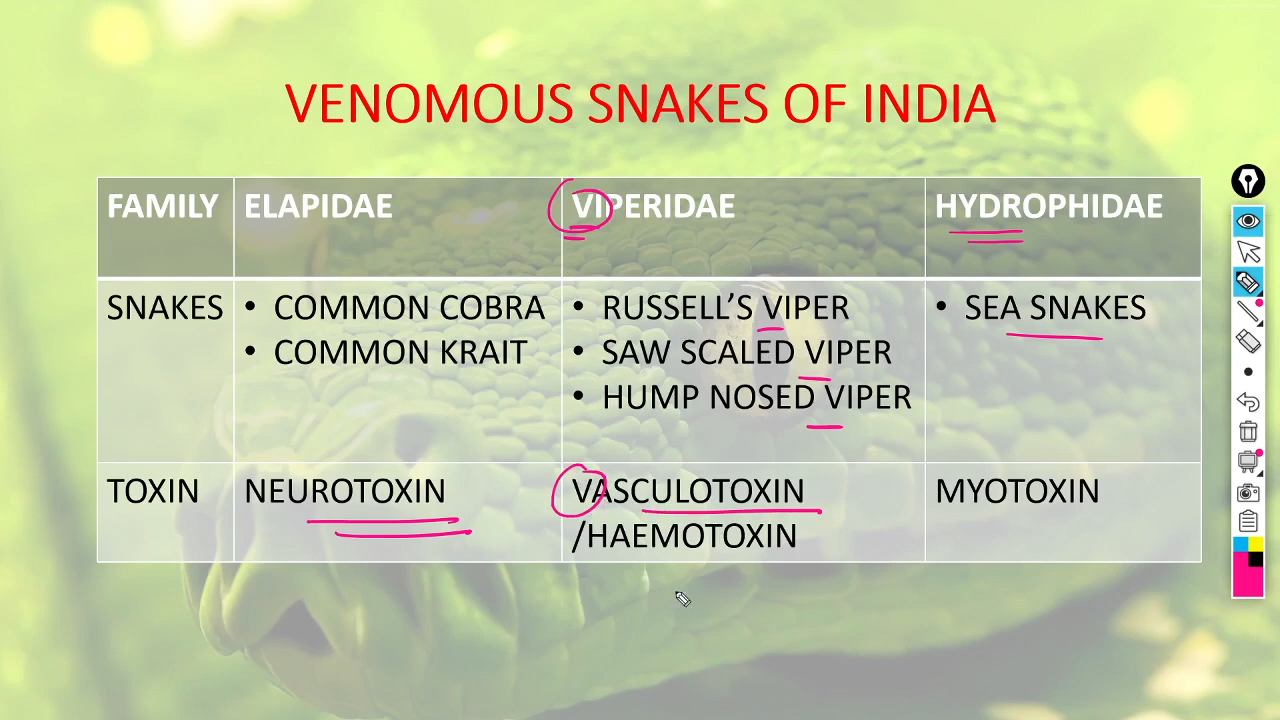 VENOMOUS SNAKES OF INDIA
FAMILY ELAPIDAE VIPERIDAE HYDROPHIDAE
SNAKES • COMMON COBRA • RUSSELL’S VIPER • SEA SNAKES
• COMMON KRAIT • SAW SCALED VIPER
• HUMP NOSED VIPER
TOXIN NEUROTOXIN VASCULOTOXIN MYOTOXIN
/HAEMOTOXIN